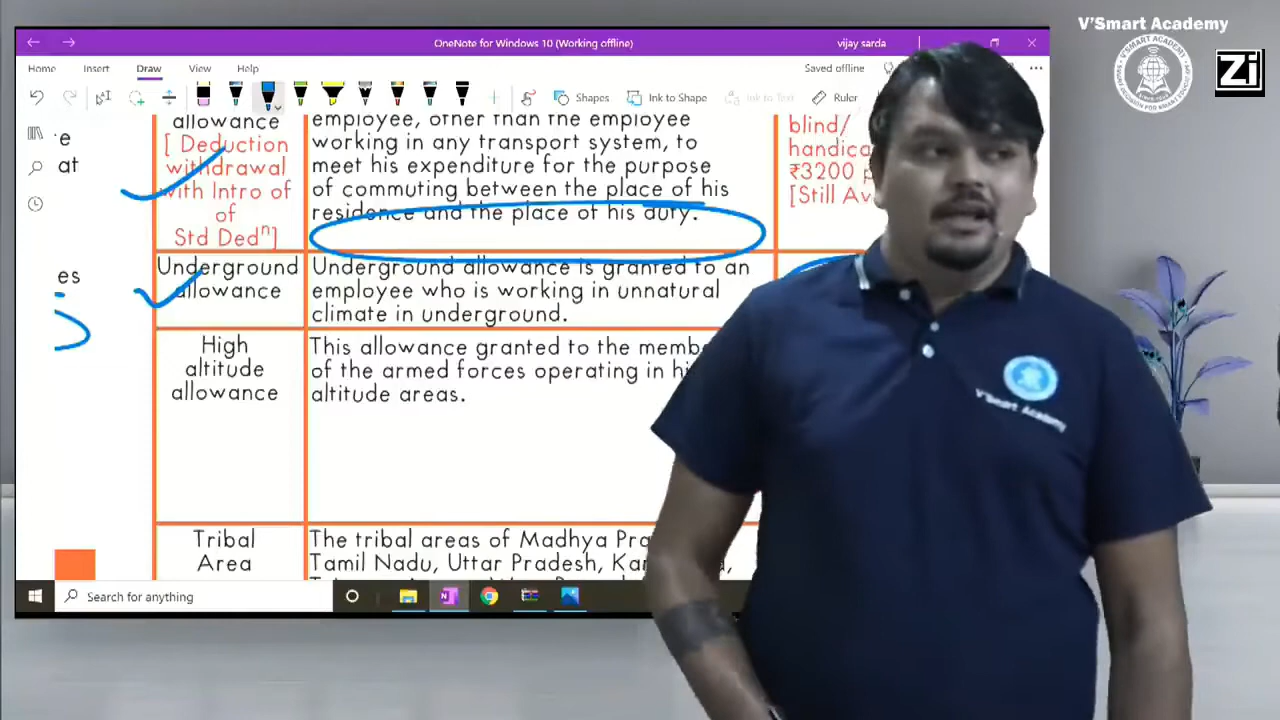 V'Smart Academy
OneNote for Windows 10 (Working offline)
vijay sarda
Home
Insert
Draw
View
Help
Saved offline
Shapes
Ink to Shape
Ink to Text
Ruler
e
at
es
allowance
[ Deduction
withdrawal
with Intro of
of
Std Dedⁿ]
employee, other than the employee
working in any transport system, to
meet his expenditure for the purpose
of commuting between the place of his
residence and the place of his duty.
blind/
handica
₹3200 p
[Still Av
Underground
allowance
Underground allowance is granted to an
employee who is working in unnatural
climate in underground.
High
altitude
allowance
This allowance granted to the memb
of the armed forces operating in hi
altitude areas.
Tribal
Area
The tribal areas of Madhya Pra
Tamil Nadu, Uttar Pradesh, Kar
Search for anything
Zi
V'Smart Academy